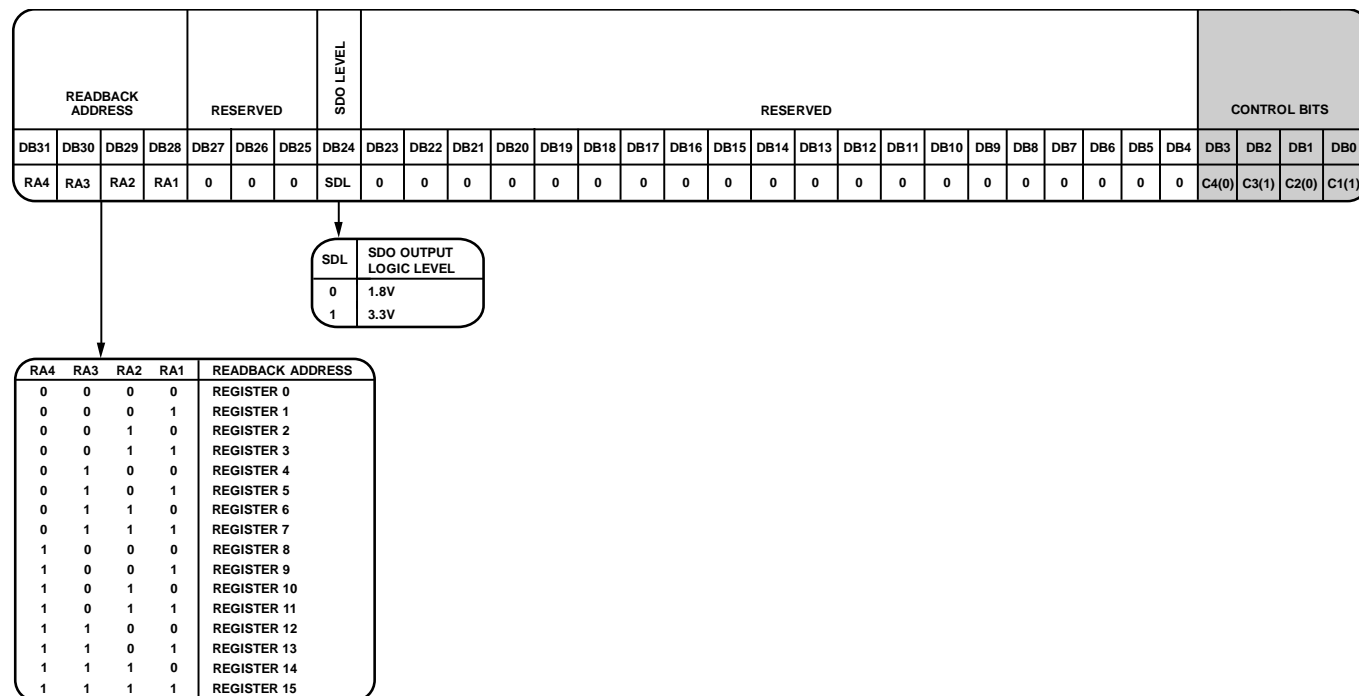 READBACK
ADDRESS
RESERVED
SDO LEVEL
RESERVED
CONTROL BITS
DB31 DB30 DB29 DB28 DB27 DB26 DB25 DB24 DB23 DB22 DB21 DB20 DB19 DB18 DB17 DB16 DB15 DB14 DB13 DB12 DB11 DB10 DB9 DB8 DB7 DB6 DB5 DB4 DB3 DB2 DB1 DB0
RA4 RA3 RA2 RA1 0 0 0 SDL 0 0 0 0 0 0 0 0 0 0 0 0 0 0 0 0 0 0 0 0 C4(0) C3(1) C2(0) C1(1)
SDL
SDO OUTPUT
LOGIC LEVEL
0 1.8V
1 3.3V
RA4 RA3 RA2 RA1 READBACK ADDRESS
0 0 0 0 REGISTER 0
0 0 0 1 REGISTER 1
0 0 1 0 REGISTER 2
0 0 1 1 REGISTER 3
0 1 0 0 REGISTER 4
0 1 0 1 REGISTER 5
0 1 1 0 REGISTER 6
0 1 1 1 REGISTER 7
1 0 0 0 REGISTER 8
1 0 0 1 REGISTER 9
1 0 1 0 REGISTER 10
1 0 1 1 REGISTER 11
1 1 0 0 REGISTER 12
1 1 0 1 REGISTER 13
1 1 1 0 REGISTER 14
1 1 1 1 REGISTER 15